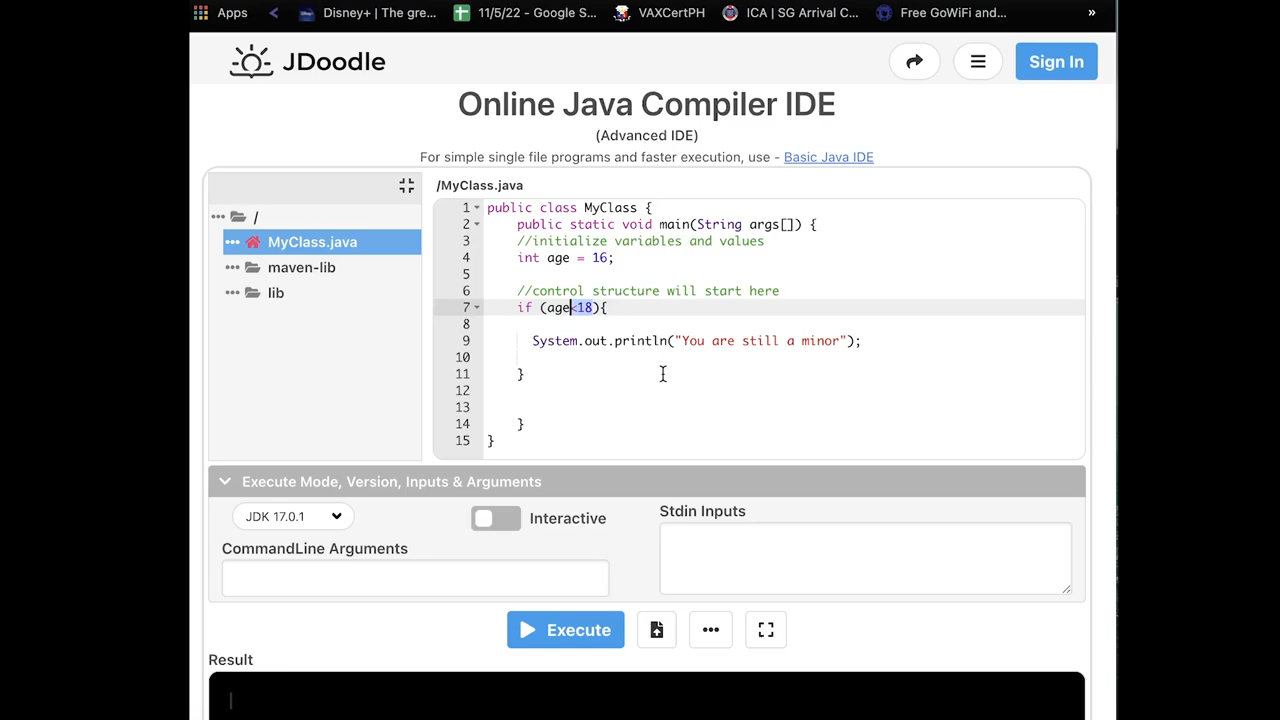 Apps Disney+ | The gre... 11/5/22 - Google S... VAXCertPH ICA | SG Arrival C... Free GoWiFi and... »
JDoodle
Sign In
Online Java Compiler IDE
(Advanced IDE)
For simple single file programs and faster execution, use - Basic Java IDE
/MyClass.java
/
MyClass.java
maven-lib
lib
1 public class MyClass {
2 public static void main(String args[]) {
3 //initialize variables and values
4 int age = 16;
5
6 //control structure will start here
7 if (age<18){
8
9 System.out.println("You are still a minor");
10
11 }
12
13
14 }
15 }
Execute Mode, Version, Inputs & Arguments
JDK 17.0.1
Interactive
Stdin Inputs
CommandLine Arguments
Execute
Result